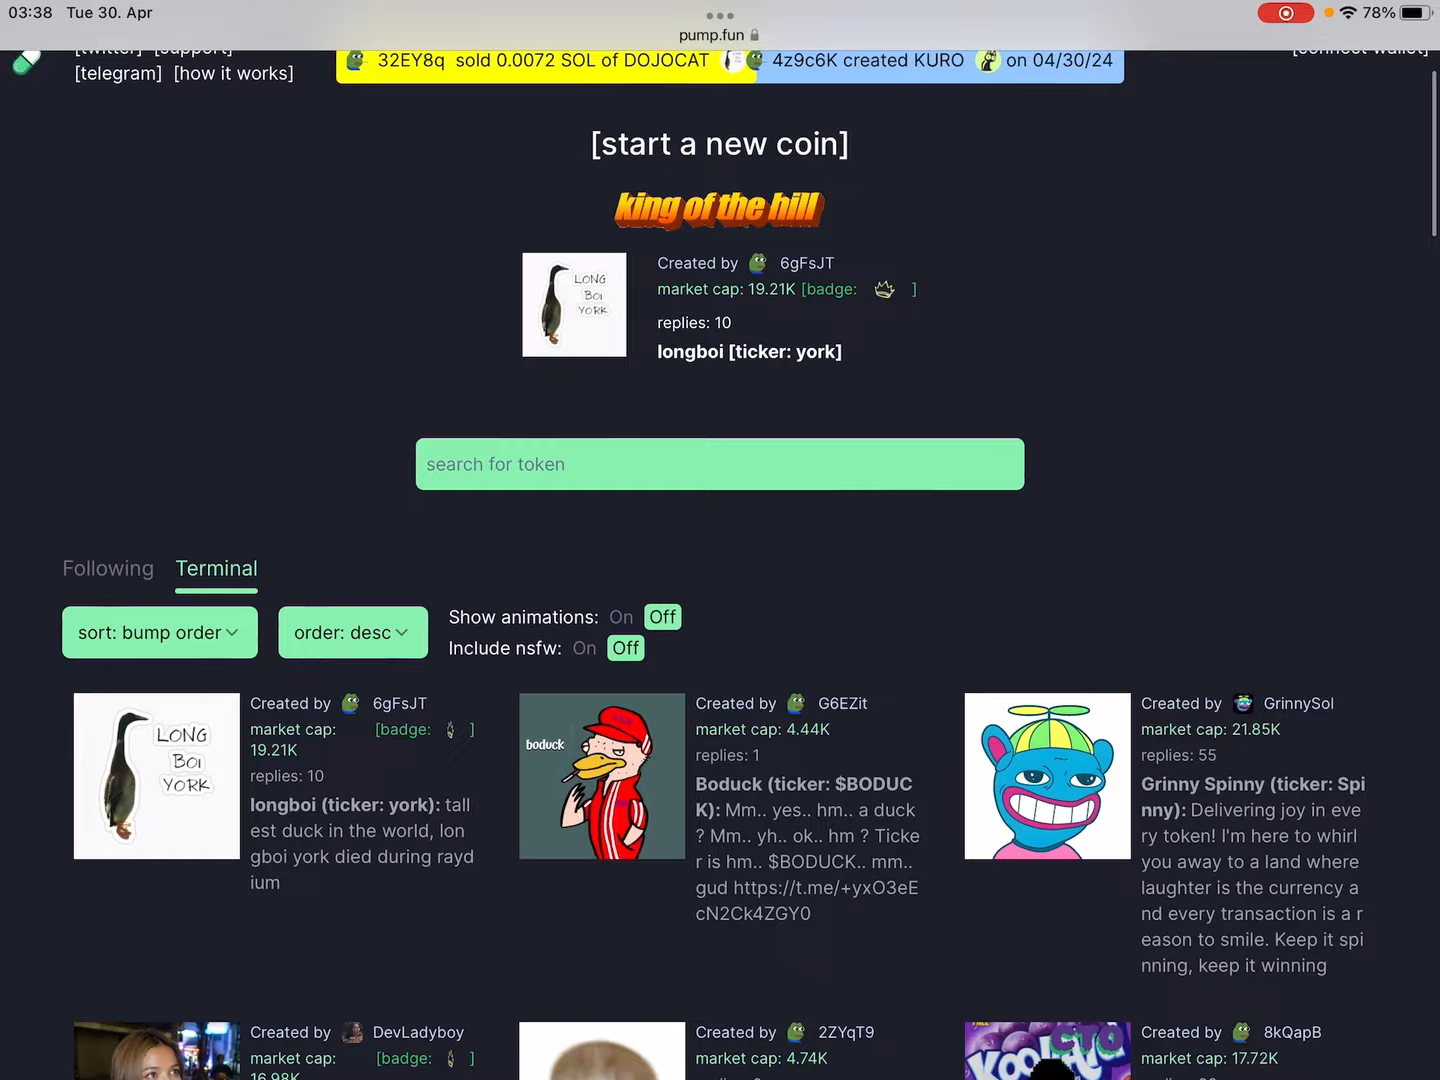 03:38 Tue 30. Apr
78%
pump.fun
[twitter] [support]
[connect wallet]
[telegram] [how it works]
32EY8q sold 0.0072 SOL of DOJOCAT
4z9c6K created KURO on 04/30/24
[start a new coin]
king of the hill
LONG
BOI
YORK
Created by 6gFsJT
market cap: 19.21K [badge: ]
replies: 10
longboi [ticker: york]
search for token
Following Terminal
sort: bump order
order: desc
Show animations: On Off
Include nsfw: On Off
LONG
BOI
YORK
Created by 6gFsJT
market cap: [badge: ]
19.21K
replies: 10
longboi (ticker: york): tall
est duck in the world, lon
gboi york died during rayd
ium
boduck
Created by G6EZit
market cap: 4.44K
replies: 1
Boduck (ticker: $BODUC
K): Mm.. yes.. hm.. a duck
? Mm.. yh.. ok.. hm ? Ticke
r is hm.. $BODUCK.. mm..
gud https://t.me/+yxO3eE
cN2Ck4ZGY0
Created by GrinnySol
market cap: 21.85K
replies: 55
Grinny Spinny (ticker: Spi
nny): Delivering joy in eve
ry token! I'm here to whirl
you away to a land where
laughter is the currency a
nd every transaction is a r
eason to smile. Keep it spi
nning, keep it winning
Created by DevLadyboy
market cap: [badge: ]
16.98K
Created by 2ZYqT9
market cap: 4.74K
CTO
Created by 8kQapB
market cap: 17.72K